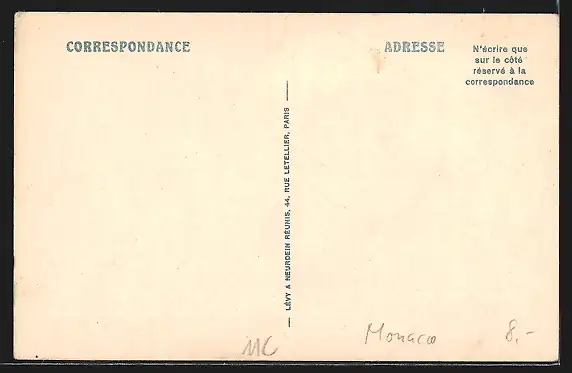 CORRESPONDANCE
ADRESSE
N'écrire que
sur le côté
réservé à la
correspondance
LÉVY & NEURDEIN RÉUNIS, 44, RUE LETELLIER, PARIS
MC
Monaco
8.-